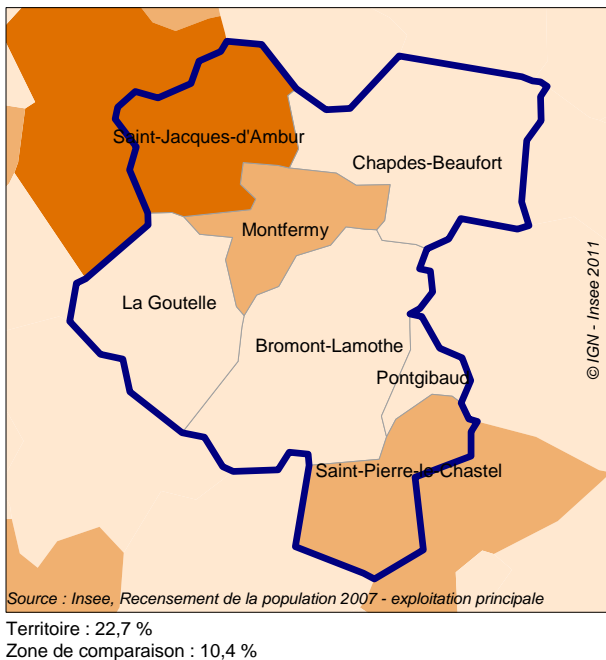 Saint-Jacques-d'Ambur
Chapdes-Beaufort
Montfermy
La Goutelle
Bromont-Lamothe
Pontgibaud
Saint-Pierre-le-Chastel
© IGN - Insee 2011
Source : Insee, Recensement de la population 2007 - exploitation principale
Territoire : 22,7 %
Zone de comparaison : 10,4 %